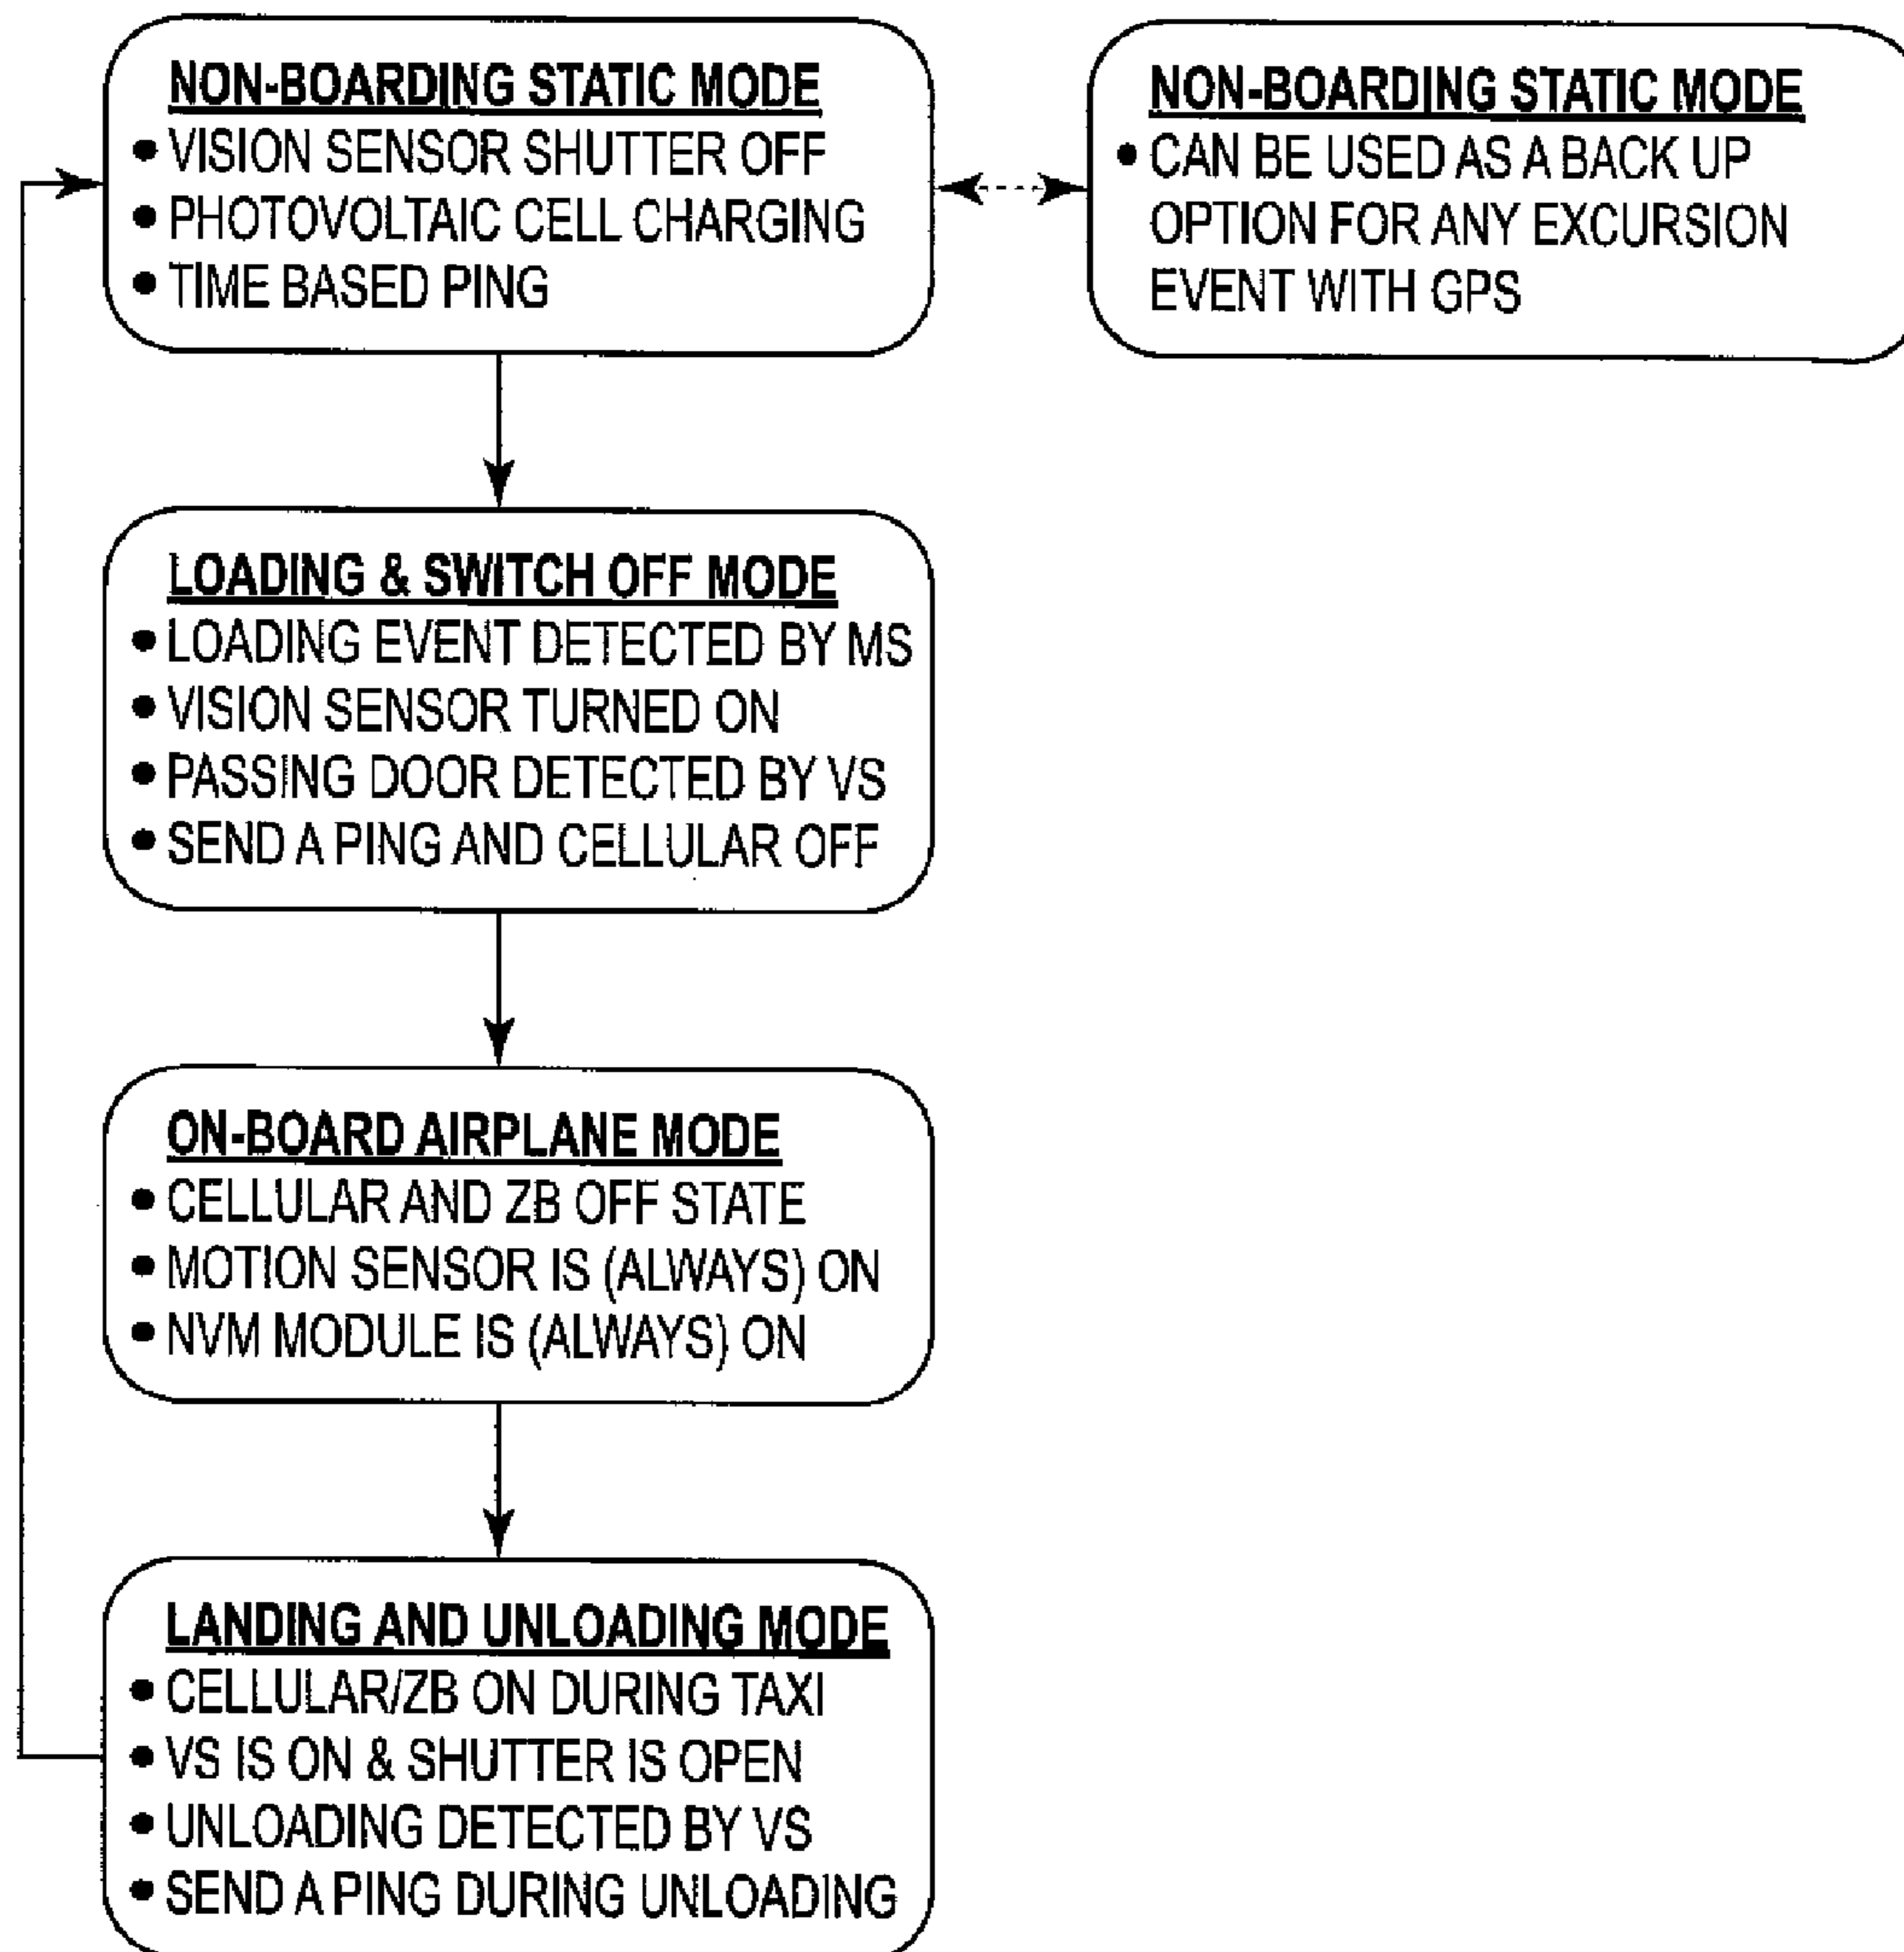 NON-BOARDING STATIC MODE
• VISION SENSOR SHUTTER OFF
• PHOTOVOLTAIC CELL CHARGING
• TIME BASED PING
NON-BOARDING STATIC MODE
• CAN BE USED AS A BACK UP
OPTION FOR ANY EXCURSION
EVENT WITH GPS
LOADING & SWITCH OFF MODE
• LOADING EVENT DETECTED BY MS
• VISION SENSOR TURNED ON
• PASSING DOOR DETECTED BY VS
• SEND A PING AND CELLULAR OFF
ON-BOARD AIRPLANE MODE
• CELLULAR AND ZB OFF STATE
• MOTION SENSOR IS (ALWAYS) ON
• NVM MODULE IS (ALWAYS) ON
LANDING AND UNLOADING MODE
• CELLULAR/ZB ON DURING TAXI
• VS IS ON & SHUTTER IS OPEN
• UNLOADING DETECTED BY VS
• SEND A PING DURING UNLOADING